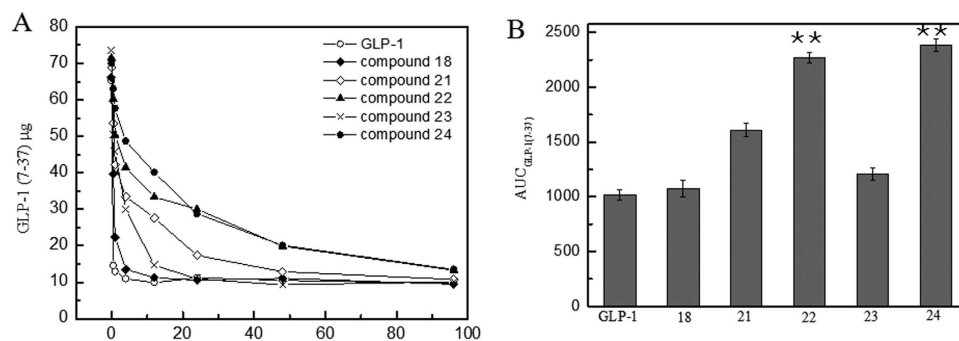 A
GLP-1 (7-37) μg
80
70
60
50
40
30
20
10
0
0 20 40 60 80 100
GLP-1
compound 18
compound 21
compound 22
compound 23
compound 24
B
AUC GLP-1(7-37)
2500
2000
1500
1000
500
0
★★ ★★
GLP-1 18 21 22 23 24